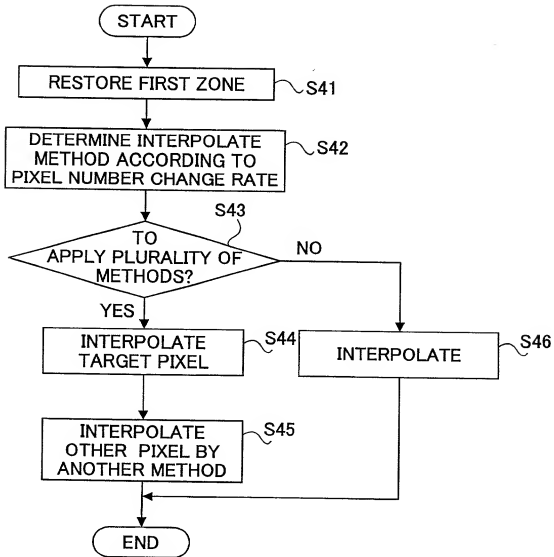 START
RESTORE FIRST ZONE
S41
DETERMINE INTERPOLATE
METHOD ACCORDING TO
PIXEL NUMBER CHANGE RATE
S42
S43
TO
APPLY PLURALITY OF
METHODS?
NO
YES
INTERPOLATE
TARGET PIXEL
S44
INTERPOLATE
S46
INTERPOLATE
OTHER PIXEL BY
ANOTHER METHOD
S45
END